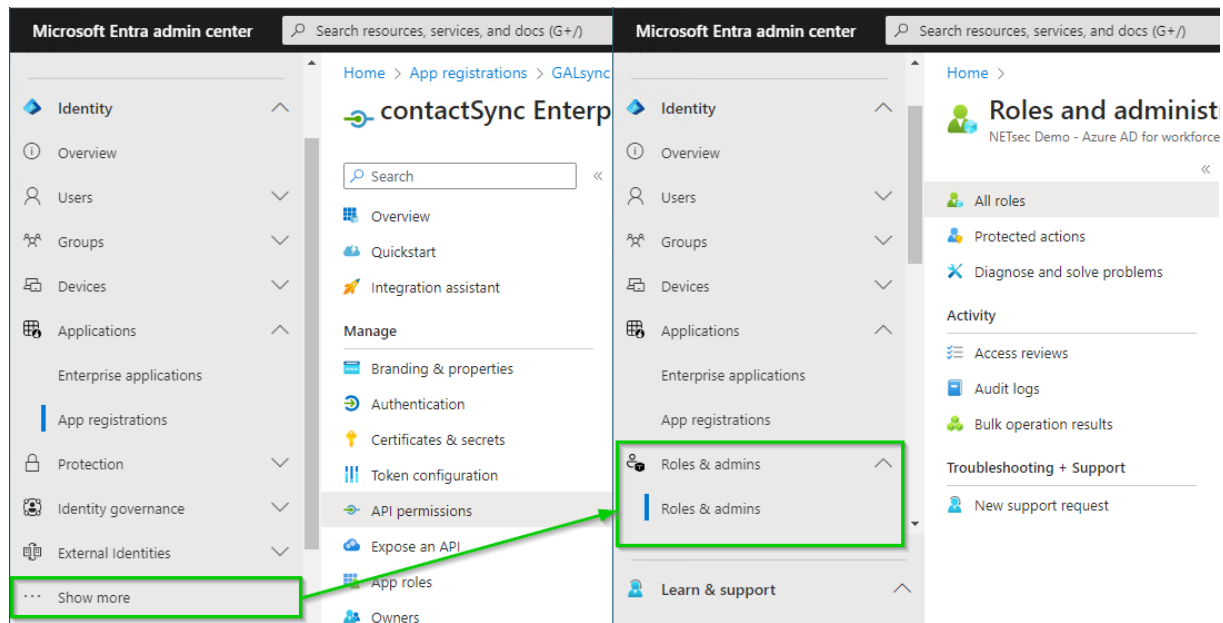 Microsoft Entra admin center
Search resources, services, and docs (G+/)
Identity
Overview
Users
Groups
Devices
Applications
Enterprise applications
App registrations
Protection
Identity governance
External Identities
··· Show more
Home > App registrations > GALsync
contactSync Enterp
Search
«
Overview
Quickstart
Integration assistant
Manage
Branding & properties
Authentication
Certificates & secrets
Token configuration
API permissions
Expose an API
App roles
Owners
Microsoft Entra admin center
Search resources, services, and docs (G+/)
Identity
Overview
Users
Groups
Devices
Applications
Enterprise applications
App registrations
Roles & admins
Roles & admins
Learn & support
Home >
Roles and administ
NETsec Demo - Azure AD for workforce
«
All roles
Protected actions
Diagnose and solve problems
Activity
Access reviews
Audit logs
Bulk operation results
Troubleshooting + Support
New support request